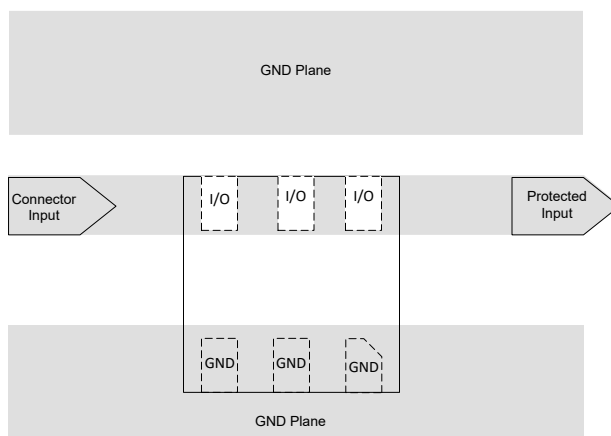 GND Plane
I/O I/O I/O
Connector
Input
Protected
Input
GND GND GND
GND Plane